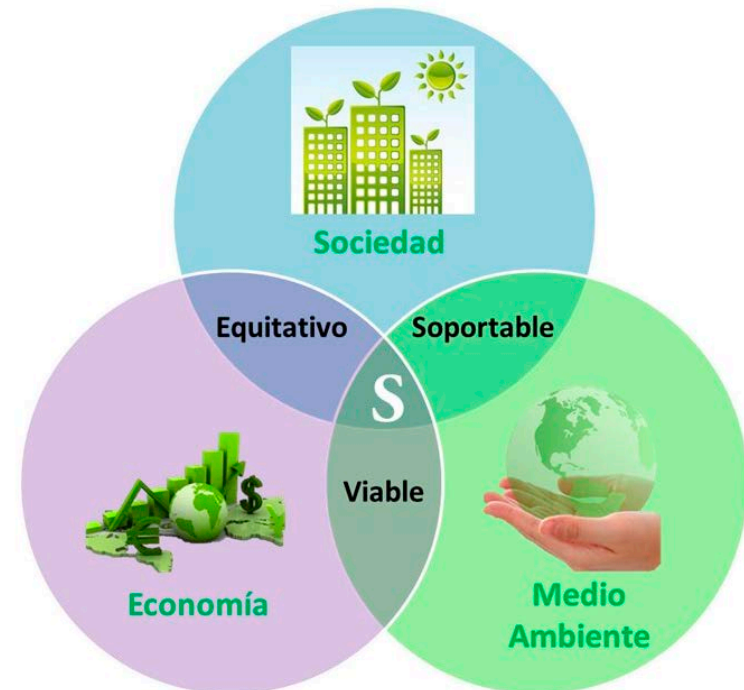 Sociedad
Equitativo
Soportable
S
Viable
Economía
Medio
Ambiente